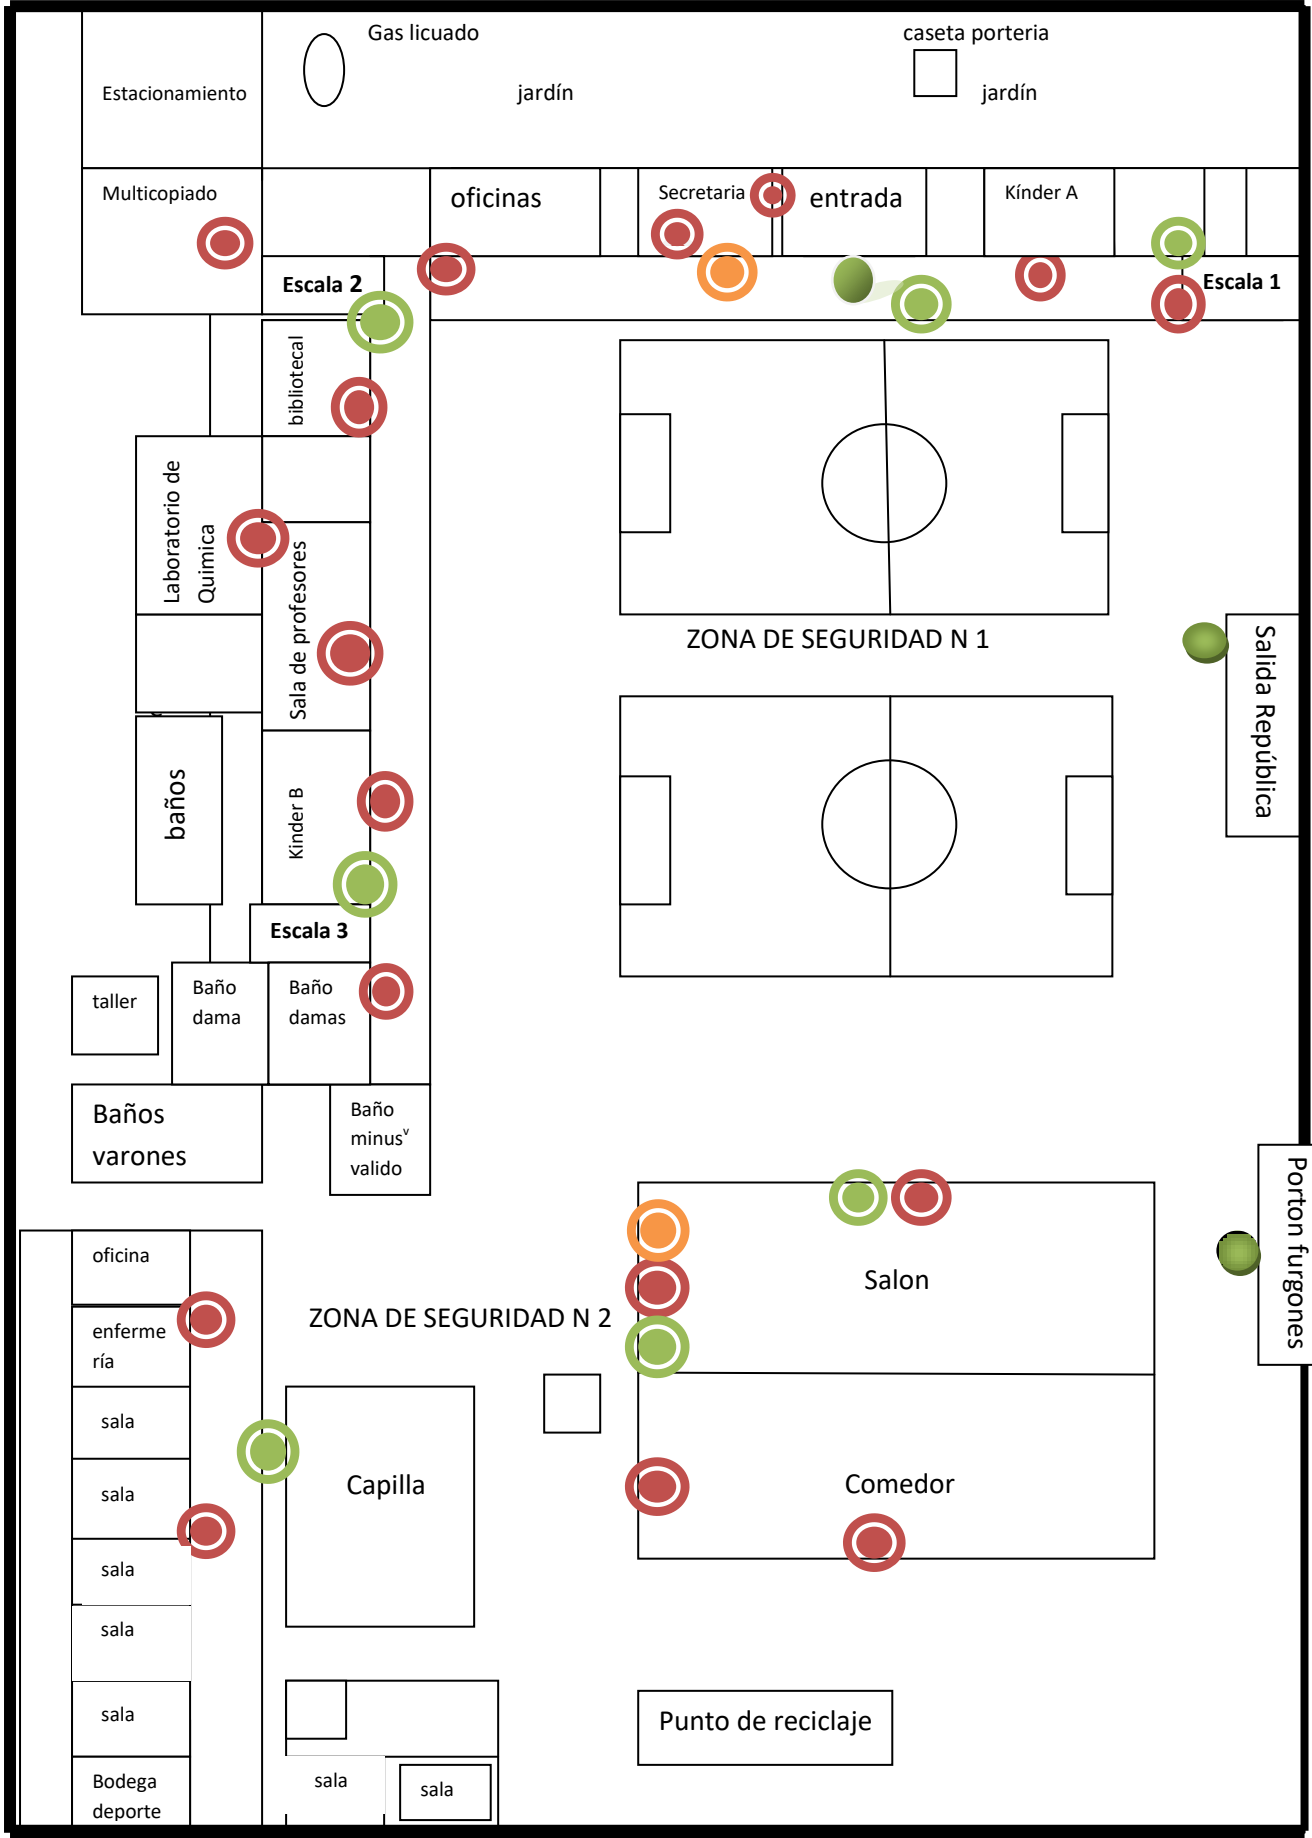 Gas licuado
caseta porteria
Estacionamiento
jardín
jardín
Multicopiado
oficinas
Secretaria
entrada
Kínder A
Escala 2
Escala 1
bibliotecal
Laboratorio de
Quimica
Sala de profesores
ZONA DE SEGURIDAD N 1
Salida República
baños
Kinder B
Escala 3
taller
Baño
dama
Baño
damas
Baños
varones
Baño
minusv
valido
Porton furgones
oficina
Salon
enferme
ría
ZONA DE SEGURIDAD N 2
sala
sala
Capilla
Comedor
sala
sala
sala
Punto de reciclaje
Bodega
deporte
sala
sala